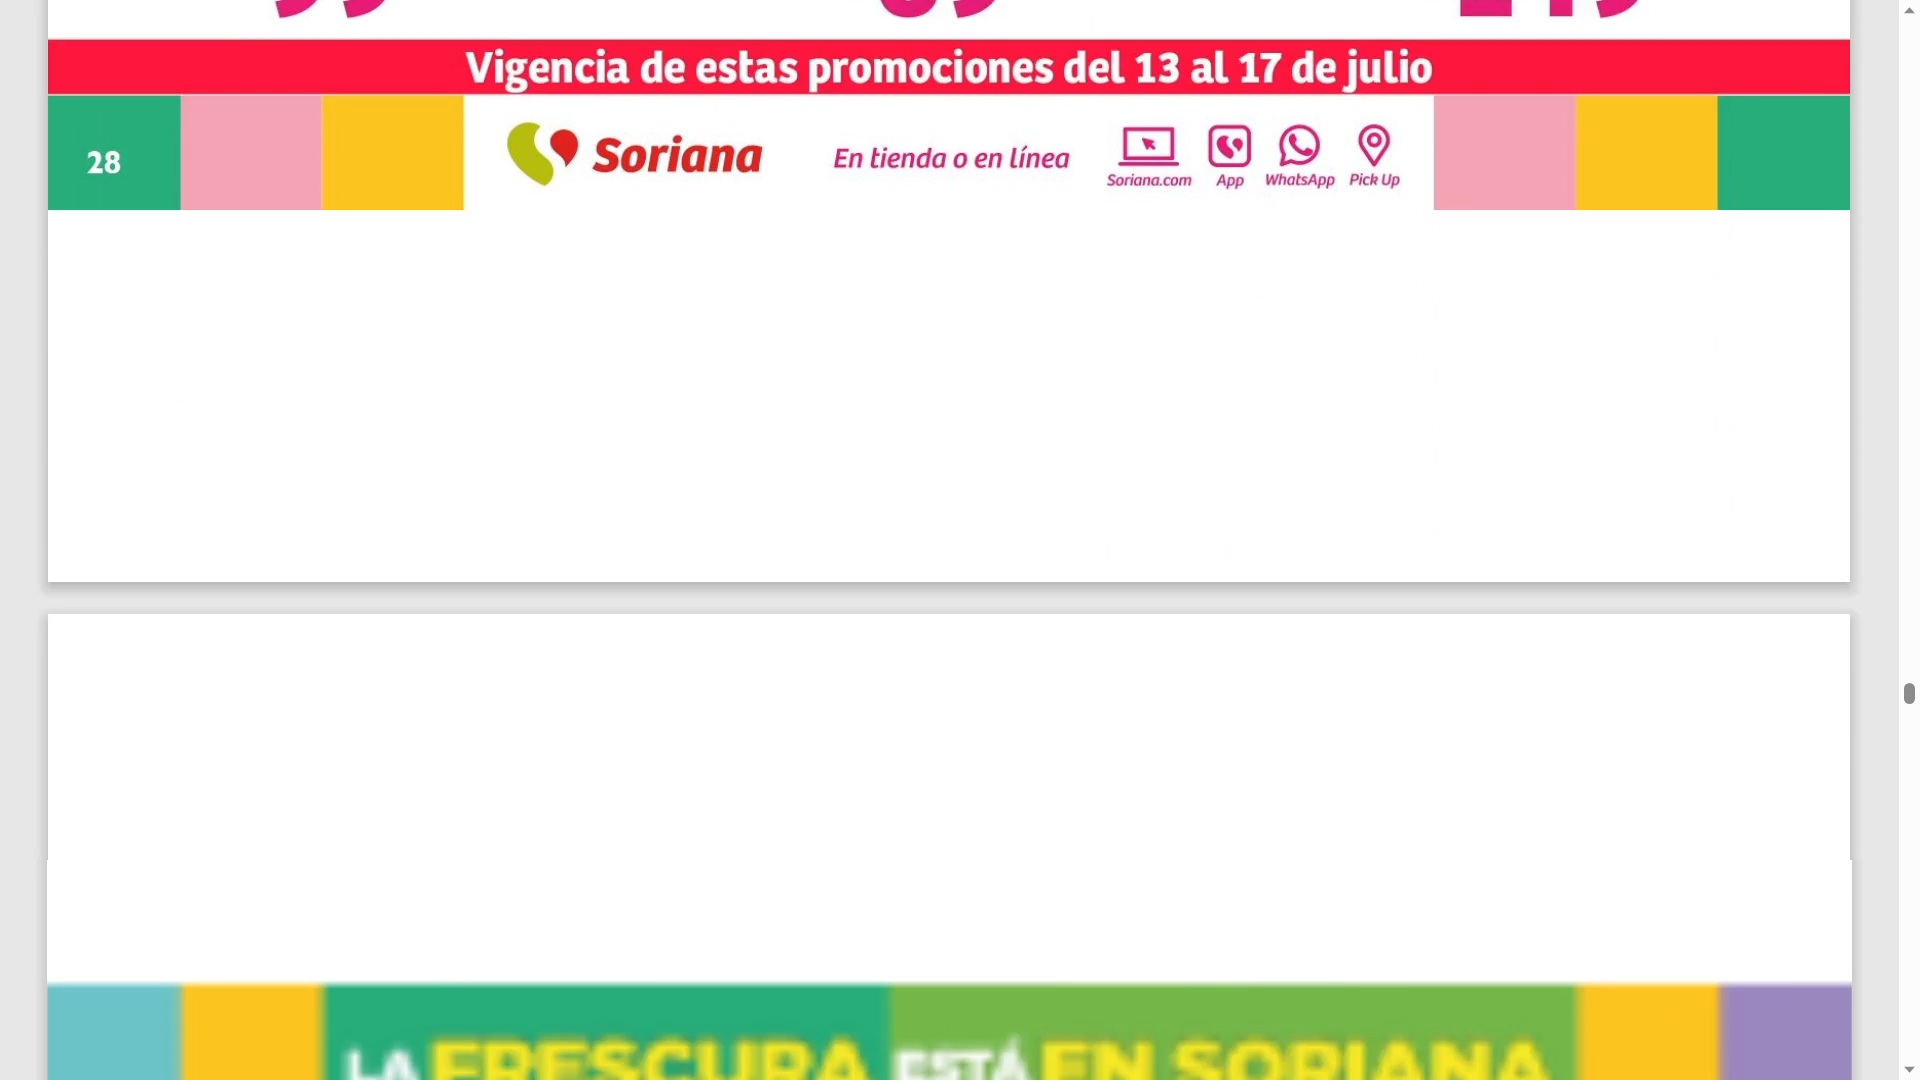 Vigencia de estas promociones del 13 al 17 de julio
28
Soriana
En tienda o en línea
Soriana.com
App
WhatsApp
Pick Up
LA FRESCURA ESTÁ EN SORIANA